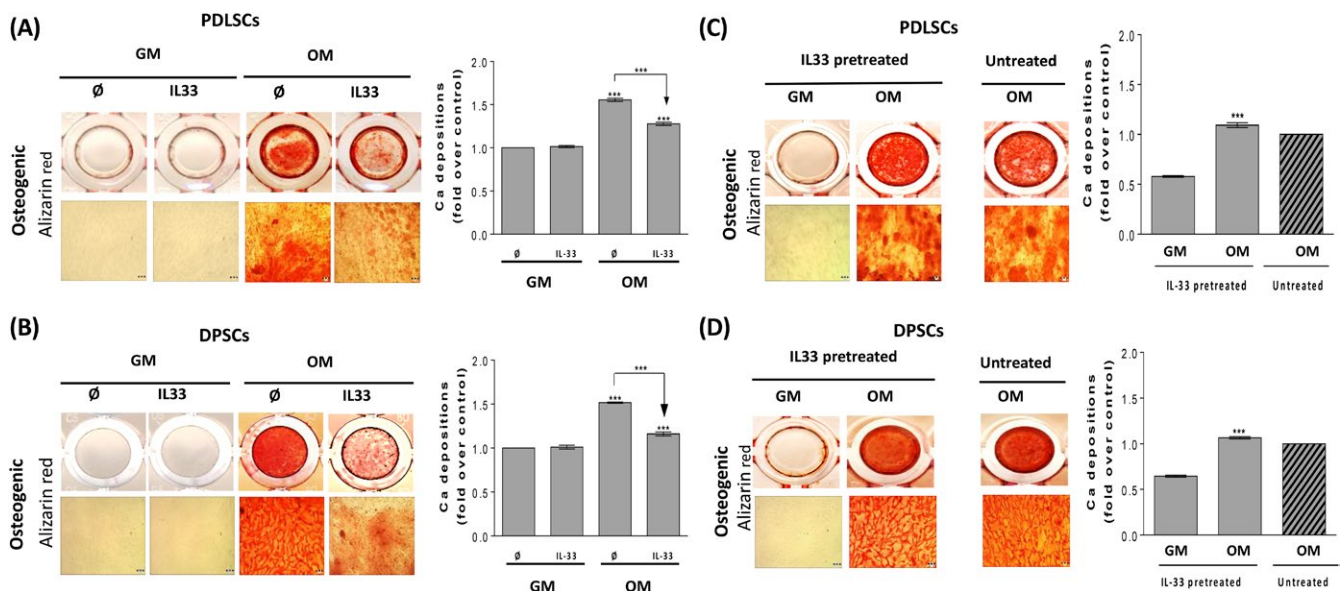 (A)
PDLSCs
GM OM
Ø IL33 Ø IL33
Osteogenic
Alizarin red
Ca depositions
(fold over control)
2.0
1.5
1.0
0.5
0.0
*** ***
***
Ø IL-33 Ø IL-33
GM OM
(B)
DPSCs
GM OM
Ø IL33 Ø IL33
Osteogenic
Alizarin red
Ca depositions
(fold over control)
2.0
1.5
1.0
0.5
0.0
*** ***
***
Ø IL-33 Ø IL-33
GM OM
(C)
PDLSCs
IL33 pretreated Untreated
GM OM OM
Osteogenic
Alizarin red
Ca depositions
(fold over control)
2.0
1.5
1.0
0.5
0.0
***
GM OM OM
IL-33 pretreated Untreated
(D)
DPSCs
IL33 pretreated Untreated
GM OM OM
Osteogenic
Alizarin red
Ca depositions
(fold over control)
2.0
1.5
1.0
0.5
0.0
***
GM OM OM
IL-33 pretreated Untreated